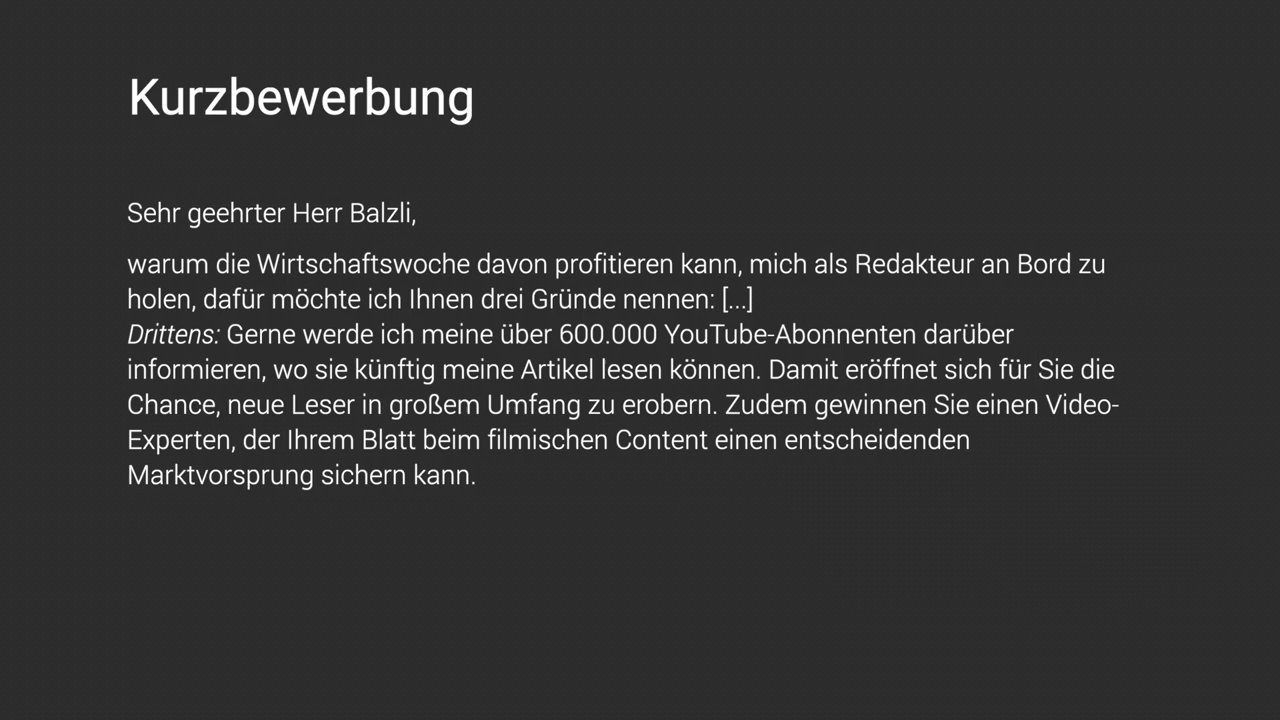 Kurzbewerbung
Sehr geehrter Herr Balzli,
warum die Wirtschaftswoche davon profitieren kann, mich als Redakteur an Bord zu
holen, dafür möchte ich Ihnen drei Gründe nennen: [...]
Drittens: Gerne werde ich meine über 600.000 YouTube-Abonnenten darüber
informieren, wo sie künftig meine Artikel lesen können. Damit eröffnet sich für Sie die
Chance, neue Leser in großem Umfang zu erobern. Zudem gewinnen Sie einen Video-
Experten, der Ihrem Blatt beim filmischen Content einen entscheidenden
Marktvorsprung sichern kann.